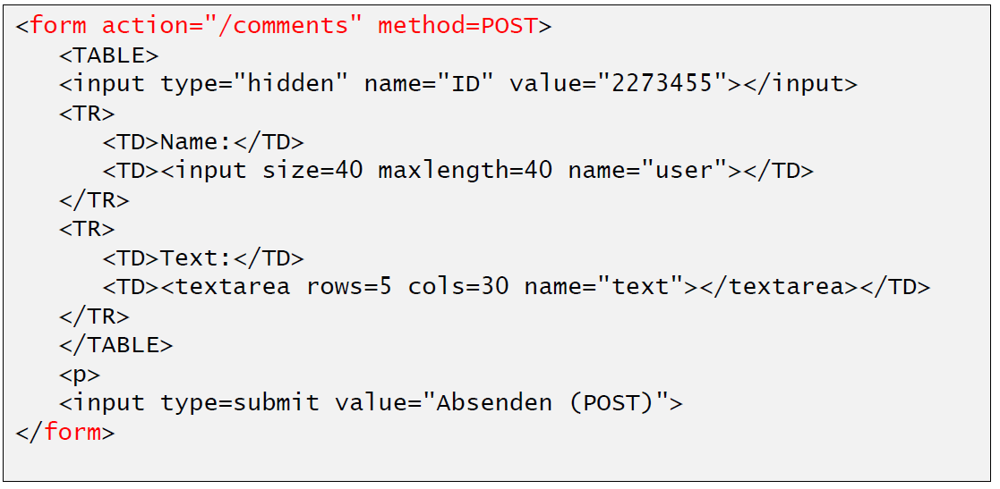 <form action="/comments" method=POST>
<TABLE>
<input type="hidden" name="ID" value="2273455"></input>
<TR>
<TD>Name:</TD>
<TD><input size=40 maxlength=40 name="user"></TD>
</TR>
<TR>
<TD>Text:</TD>
<TD><textarea rows=5 cols=30 name="text"></textarea></TD>
</TR>
</TABLE>
<p>
<input type=submit value="Absenden (POST)">
</form>